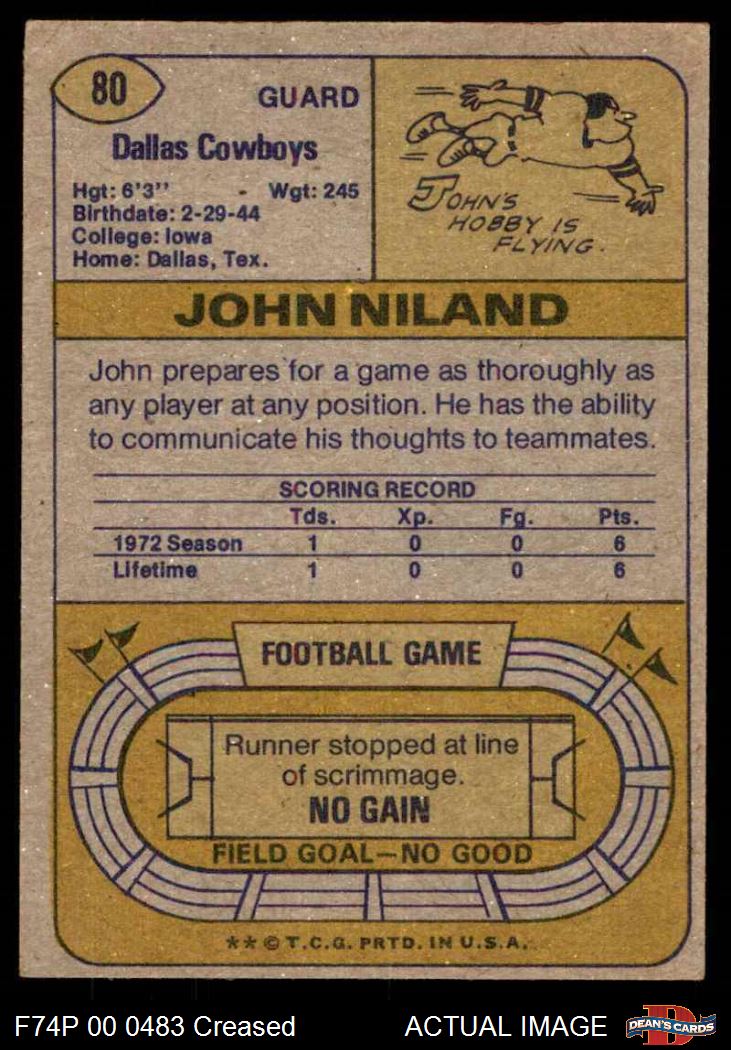 80
GUARD
Dallas Cowboys
Hgt: 6'3'' - Wgt: 245
Birthdate: 2-29-44
College: Iowa
Home: Dallas, Tex.
JOHN'S
HOBBY IS
FLYING.
JOHN NILAND
John prepares for a game as thoroughly as
any player at any position. He has the ability
to communicate his thoughts to teammates.
SCORING RECORD
Tds. Xp. Fg. Pts.
1972 Season 1 0 0 6
Lifetime 1 0 0 6
FOOTBALL GAME
Runner stopped at line
of scrimmage.
NO GAIN
FIELD GOAL—NO GOOD
** © T.C.G. PRTD. IN U.S.A.
F74P 00 0483 Creased
ACTUAL IMAGE
D
DEAN'S CARDS